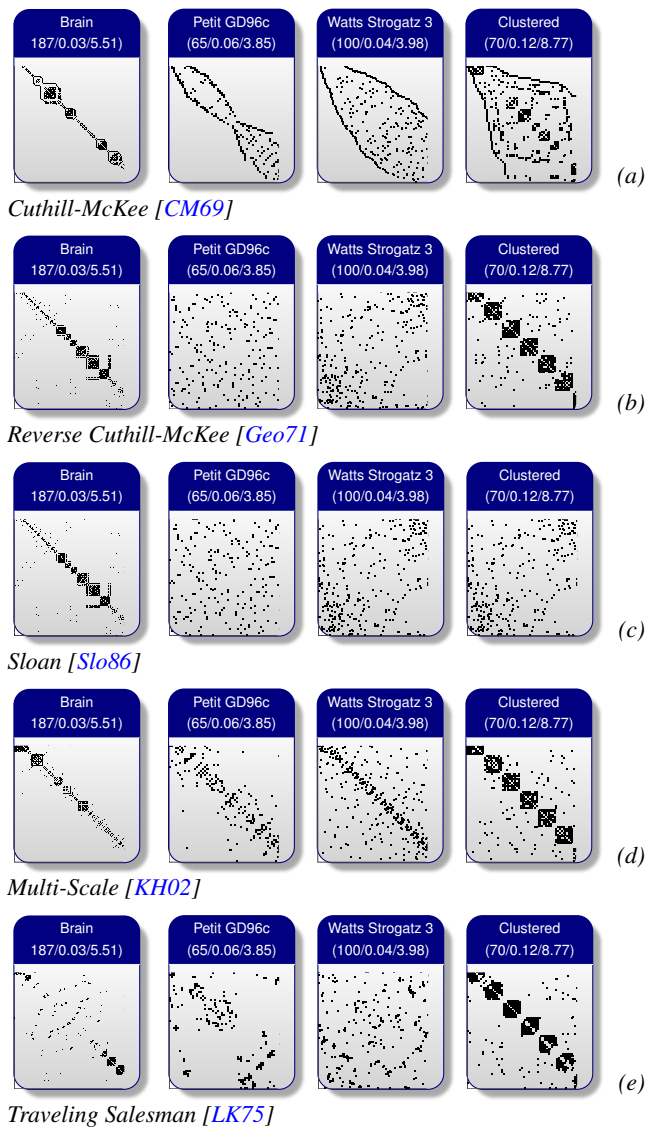 Brain
187/0.03/5.51)
Petit GD96c
(65/0.06/3.85)
Watts Strogatz 3
(100/0.04/3.98)
Clustered
(70/0.12/8.77)
(a)
Cuthill-McKee [CM69]
Brain
187/0.03/5.51)
Petit GD96c
(65/0.06/3.85)
Watts Strogatz 3
(100/0.04/3.98)
Clustered
(70/0.12/8.77)
(b)
Reverse Cuthill-McKee [Geo71]
Brain
187/0.03/5.51)
Petit GD96c
(65/0.06/3.85)
Watts Strogatz 3
(100/0.04/3.98)
Clustered
(70/0.12/8.77)
(c)
Sloan [Slo86]
Brain
187/0.03/5.51)
Petit GD96c
(65/0.06/3.85)
Watts Strogatz 3
(100/0.04/3.98)
Clustered
(70/0.12/8.77)
(d)
Multi-Scale [KH02]
Brain
187/0.03/5.51)
Petit GD96c
(65/0.06/3.85)
Watts Strogatz 3
(100/0.04/3.98)
Clustered
(70/0.12/8.77)
(e)
Traveling Salesman [LK75]